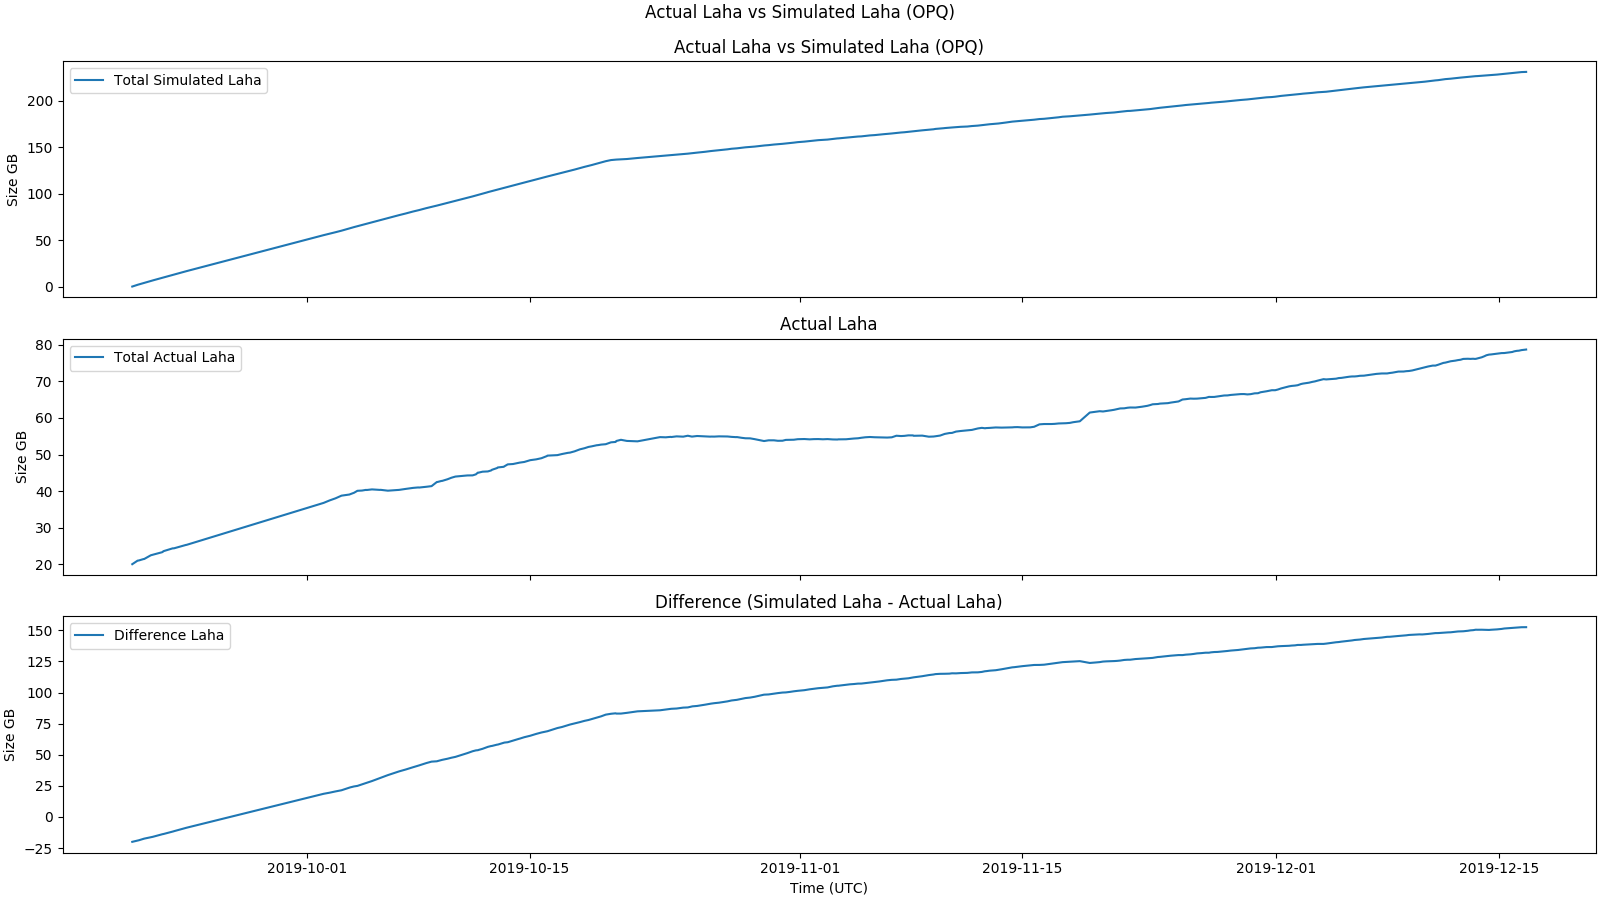 Actual Laha vs Simulated Laha (OPQ)
Actual Laha vs Simulated Laha (OPQ)
Total Simulated Laha
Size GB
200
150
100
50
0
Actual Laha
Total Actual Laha
Size GB
80
70
60
50
40
30
20
Difference (Simulated Laha - Actual Laha)
Difference Laha
Size GB
150
125
100
75
50
25
0
−25
2019-10-01 2019-10-15 2019-11-01 2019-11-15 2019-12-01 2019-12-15
Time (UTC)